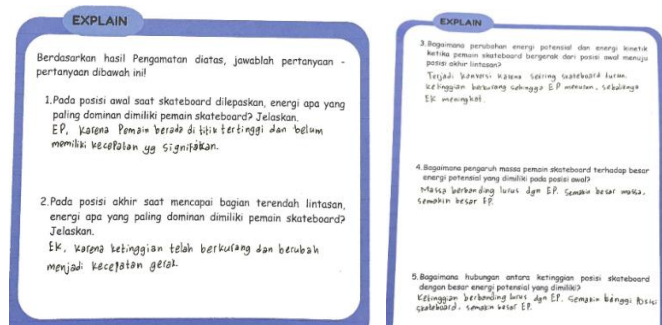 EXPLAIN
Berdasarkan hasil Pengamatan diatas, jawablah pertanyaan -
pertanyaan dibawah ini!
1.Pada posisi awal saat skateboard dilepaskan, energi apa yang
paling dominan dimiliki pemain skateboard? Jelaskan.
EP, karena Pemain berada di titik tertinggi dan belum
memiliki kecepatan yg signifikan.
2.Pada posisi akhir saat mencapai bagian terendah lintasan,
energi apa yang paling dominan dimiliki pemain skateboard?
Jelaskan.
EK, karena ketinggian telah berkurang dan berubah
menjadi kecepatan gerak
EXPLAIN
3.Bagaimana perubahan energi potensial dan energi kinetik
ketika pemain skateboard bergerak dari posisi awal menuju
posisi akhir lintasan?
Terjadi konversi karena seiring skateboard turun,
ketinggian berkurang sehingga EP menurun, sebaliknya
EK meningkat.
4.Bagaimana pengaruh massa pemain skateboard terhadap besar
energi potensial yang dimiliki pada posisi awal?
Massa berbanding lurus dgn EP. Semakin besar massa,
semakin besar EP.
5.Bagaimana hubungan antara ketinggian posisi skateboard
dengan besar energi potensial yang dimiliki?
Ketinggian berbanding lurus dgn EP. Semakin tinggi posisi
skateboard, semakin besar EP.